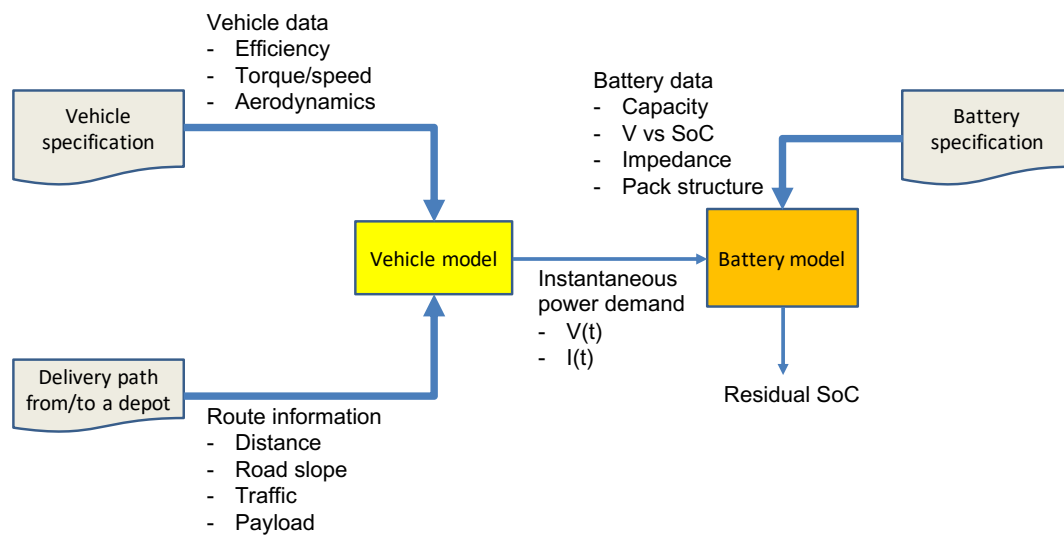 Vehicle data
- Efficiency
- Torque/speed
- Aerodynamics
Vehicle
specification
Battery data
- Capacity
- V vs SoC
- Impedance
- Pack structure
Battery
specification
Vehicle model
Instantaneous
power demand
- V(t)
- I(t)
Battery model
Residual SoC
Delivery path
from/to a depot
Route information
- Distance
- Road slope
- Traffic
- Payload